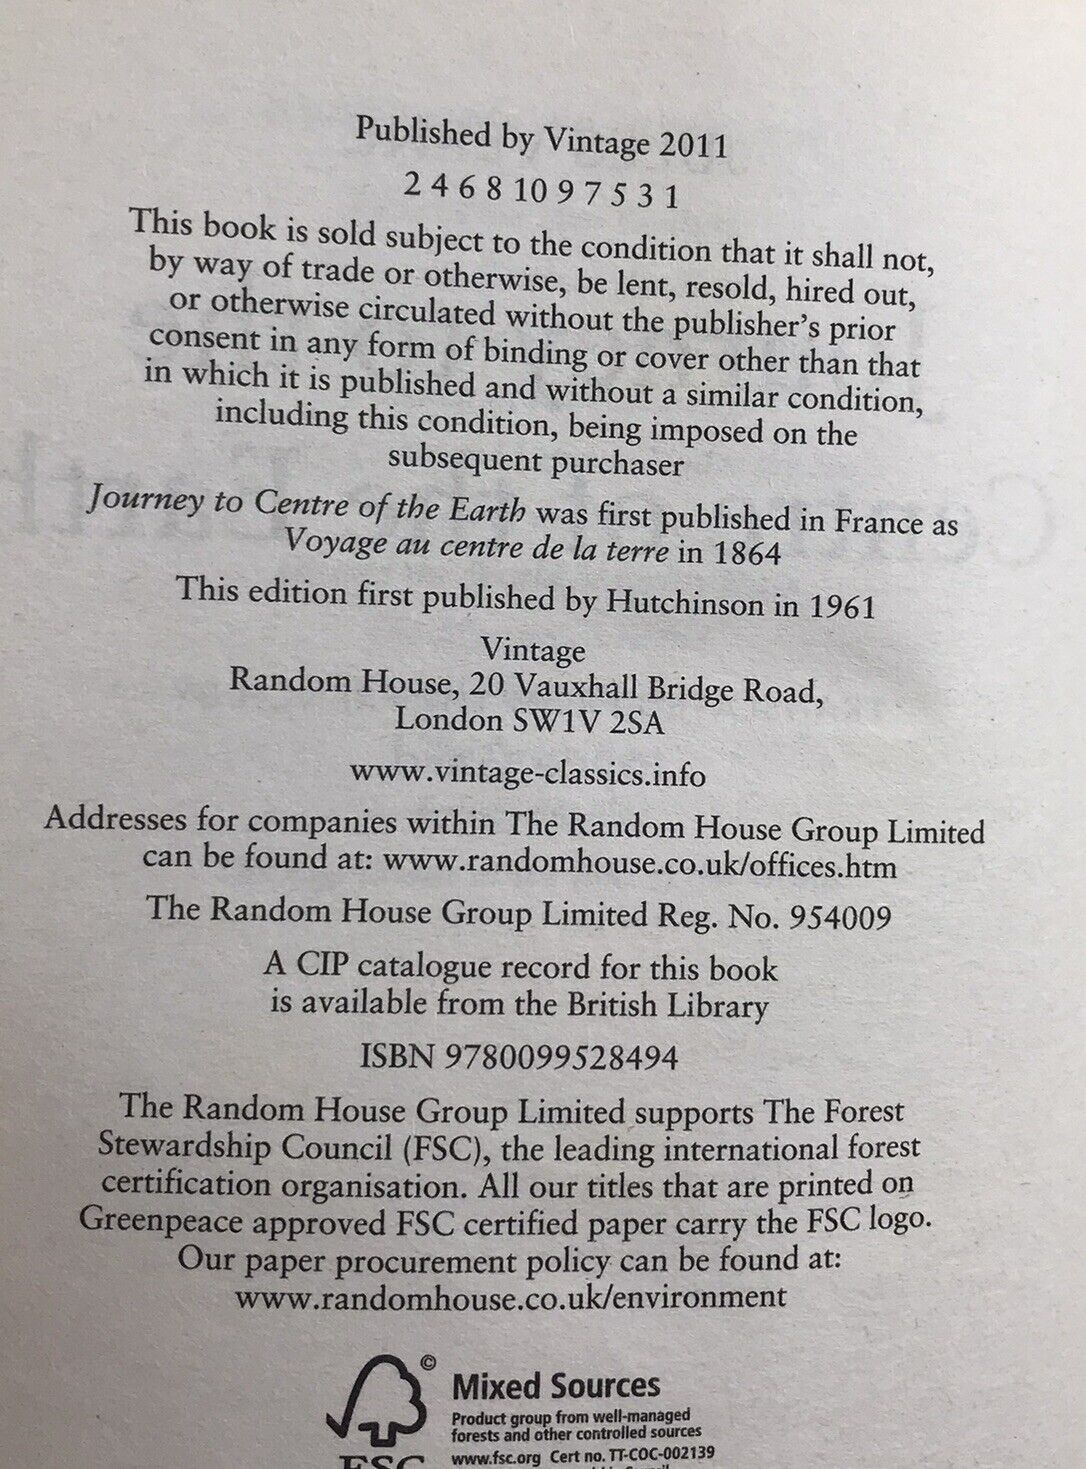 Published by Vintage 2011
2 4 6 8 10 9 7 5 3 1
This book is sold subject to the condition that it shall not,
by way of trade or otherwise, be lent, resold, hired out,
or otherwise circulated without the publisher's prior
consent in any form of binding or cover other than that
in which it is published and without a similar condition,
including this condition, being imposed on the
subsequent purchaser
Journey to Centre of the Earth was first published in France as
Voyage au centre de la terre in 1864
This edition first published by Hutchinson in 1961
Vintage
Random House, 20 Vauxhall Bridge Road,
London SW1V 2SA
www.vintage-classics.info
Addresses for companies within The Random House Group Limited
can be found at: www.randomhouse.co.uk/offices.htm
The Random House Group Limited Reg. No. 954009
A CIP catalogue record for this book
is available from the British Library
ISBN 9780099528494
The Random House Group Limited supports The Forest
Stewardship Council (FSC), the leading international forest
certification organisation. All our titles that are printed on
Greenpeace approved FSC certified paper carry the FSC logo.
Our paper procurement policy can be found at:
www.randomhouse.co.uk/environment
©
Mixed Sources
Product group from well-managed
forests and other controlled sources
www.fsc.org Cert no. TT-COC-002139
FSC